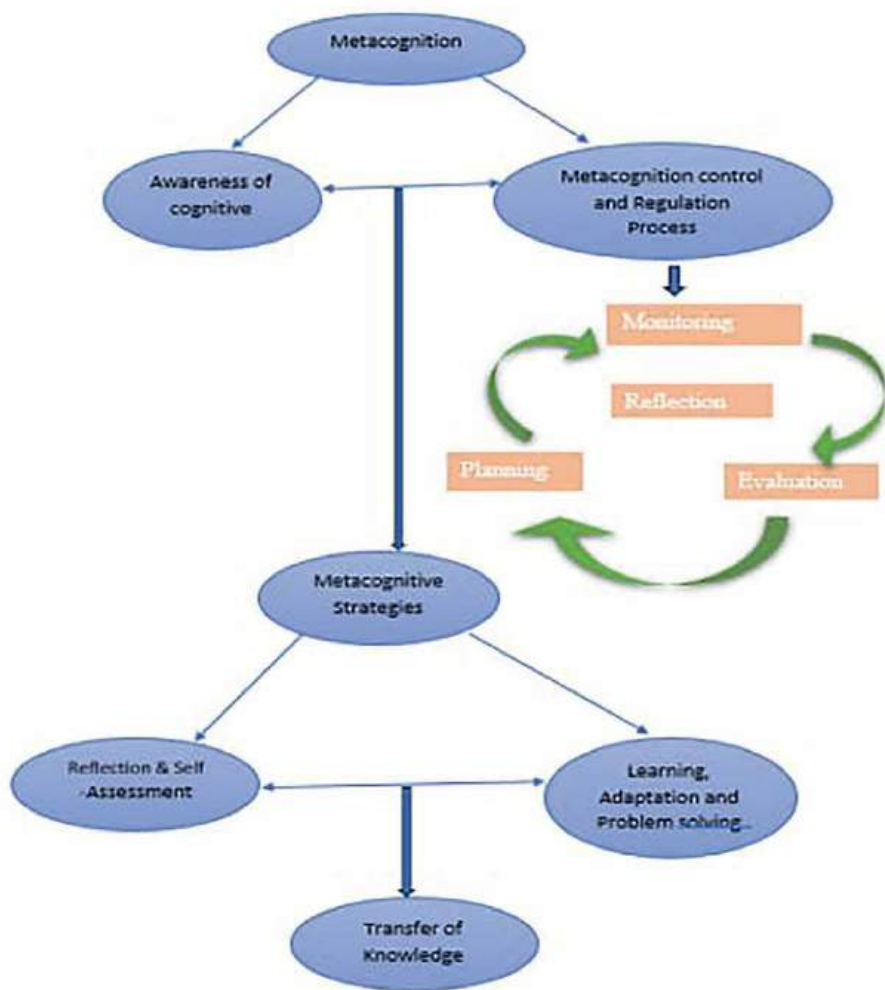 Metacognition
Awareness of
cognitive
Metacognition control
and Regulation
Process
Monitoring
Reflection
Planning
Evaluation
Metacognitive
Strategies
Reflection & Self
-Assessment
Learning,
Adaptation and
Problem solving..
Transfer of
Knowledge